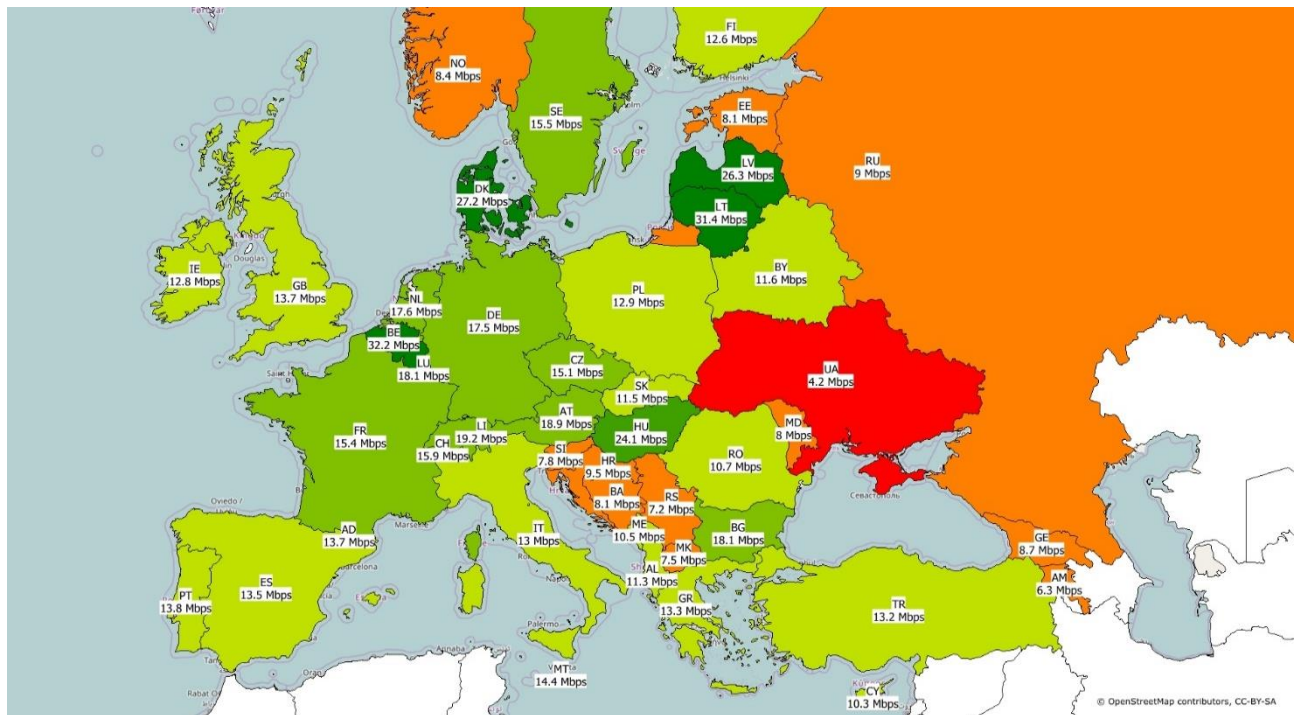 FI
12.6 Mbps
NO
8.4 Mbps
Helsinki
SE
15.5 Mbps
EE
8.1 Mbps
LV
26.3 Mbps
RU
9 Mbps
DK
27.2 Mbps
LT
31.4 Mbps
IE
12.8 Mbps
Douglas
GB
13.7 Mbps
BY
11.6 Mbps
PL
12.9 Mbps
NL
17.6 Mbps
DE
17.5 Mbps
BE
32.2 Mbps
LU
18.1 Mbps
CZ
15.1 Mbps
UA
4.2 Mbps
SK
11.5 Mbps
AT
18.9 Mbps
FR
15.4 Mbps
LI
19.2 Mbps
CH
15.9 Mbps
HU
24.1 Mbps
MD
8 Mbps
SI
7.8 Mbps
HR
9.5 Mbps
RO
10.7 Mbps
BA
8.1 Mbps
RS
7.2 Mbps
Севастополь
Oviedo /
AD
13.7 Mbps
IT
13 Mbps
ME
10.5 Mbps
BG
18.1 Mbps
MK
7.5 Mbps
GE
8.7 Mbps
AL
11.3 Mbps
AM
6.3 Mbps
PT
13.8 Mbps
ES
13.5 Mbps
GR
13.3 Mbps
TR
13.2 Mbps
Palermo
Annaba
MT
14.4 Mbps
CY
10.3 Mbps
© OpenStreetMap contributors, CC-BY-SA